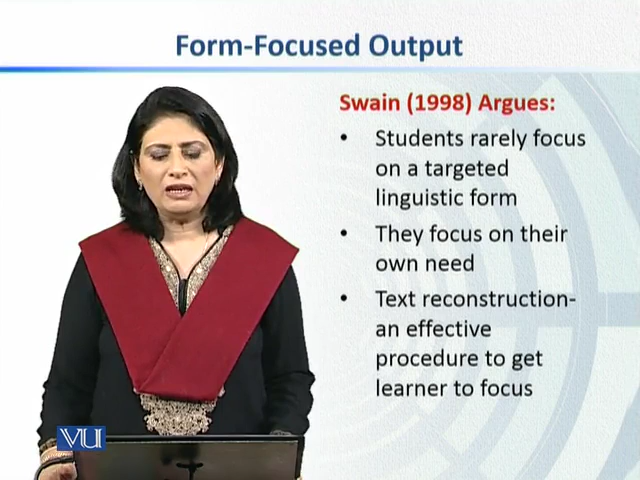 Form-Focused Output
Swain (1998) Argues:
• Students rarely focus
on a targeted
linguistic form
• They focus on their
own need
• Text reconstruction-
an effective
procedure to get
learner to focus
VU